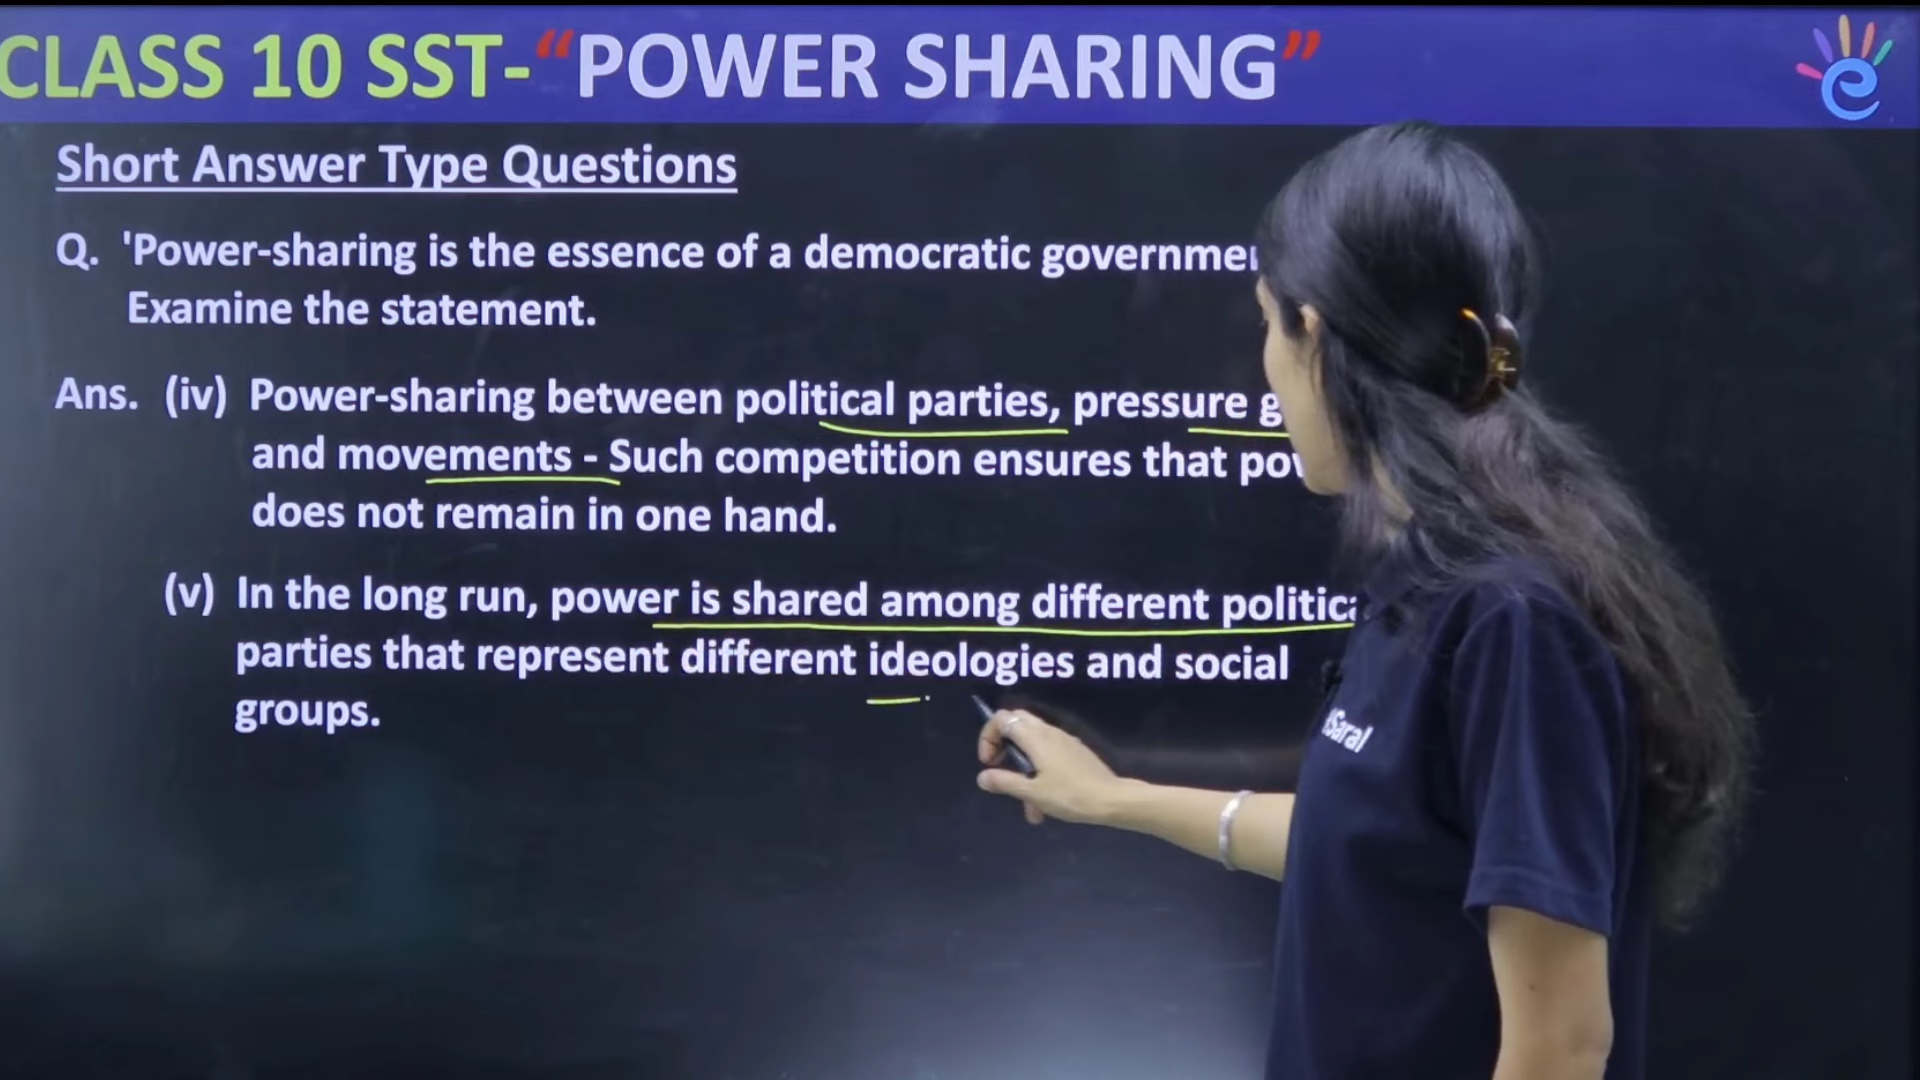 CLASS 10 SST-“POWER SHARING”
Short Answer Type Questions
Q. 'Power-sharing is the essence of a democratic
Examine the statement.
Ans. (iv) Power-sharing between political parties, pressure
and movements - Such competition ensures that
does not remain in one hand.
(v) In the long run, power is shared among different
parties that represent different ideologies and social
groups.
Saral